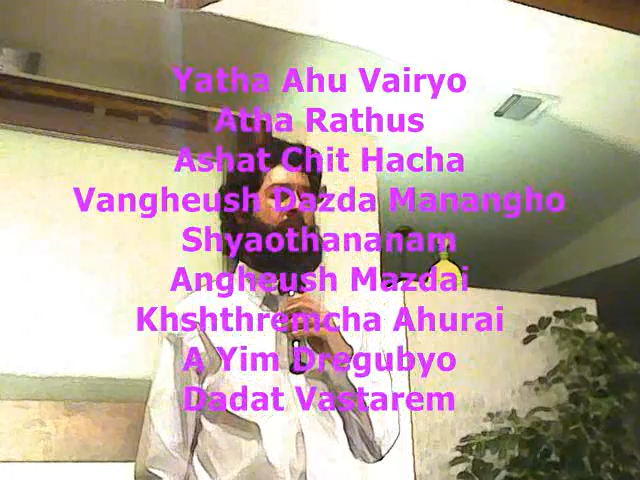 Yatha Ahu Vairyo
Atha Rathus
Ashat Chit Hacha
Vangheush Dazda Manangho
Shyaothananam
Angheush Mazdai
Khshthremcha Ahurai
A Yim Dregubyo
Dadat Vastarem